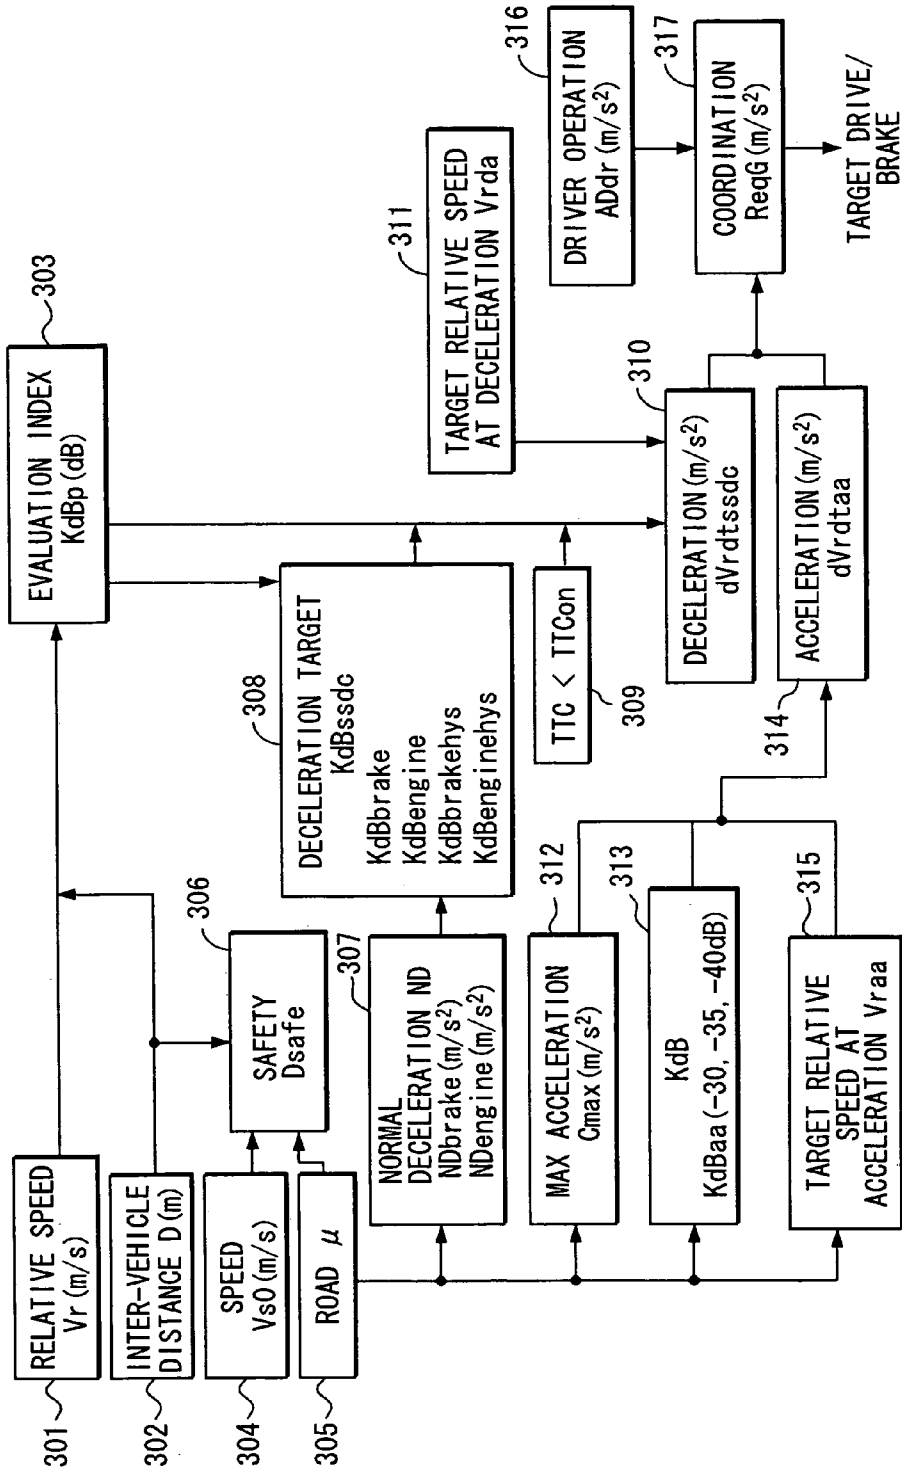 301
RELATIVE SPEED
Vr(m/s)
302
INTER-VEHICLE
DISTANCE D(m)
303
EVALUATION INDEX
KdBp(dB)
304
SPEED
Vs0(m/s)
305
ROAD μ
306
SAFETY
Dsafe
307
NORMAL
DECELERATION ND
NDbrake(m/s²)
NDengine(m/s²)
308
DECELERATION TARGET
KdBssdc
KdBbrake
KdBengine
KdBbrakehys
KdBenginehys
TTC < TTCon
309
310
DECELERATION(m/s²)
dVrdtssdc
311
TARGET RELATIVE SPEED
AT DECELERATION Vrda
312
MAX ACCELERATION
Cmax(m/s²)
313
KdB
KdBaa(-30, -35, -40dB)
314
ACCELERATION(m/s²)
dVrdtaa
315
TARGET RELATIVE
SPEED AT
ACCELERATION Vraa
316
DRIVER OPERATION
ADdr(m/s²)
317
COORDINATION
ReqG(m/s²)
TARGET DRIVE/
BRAKE